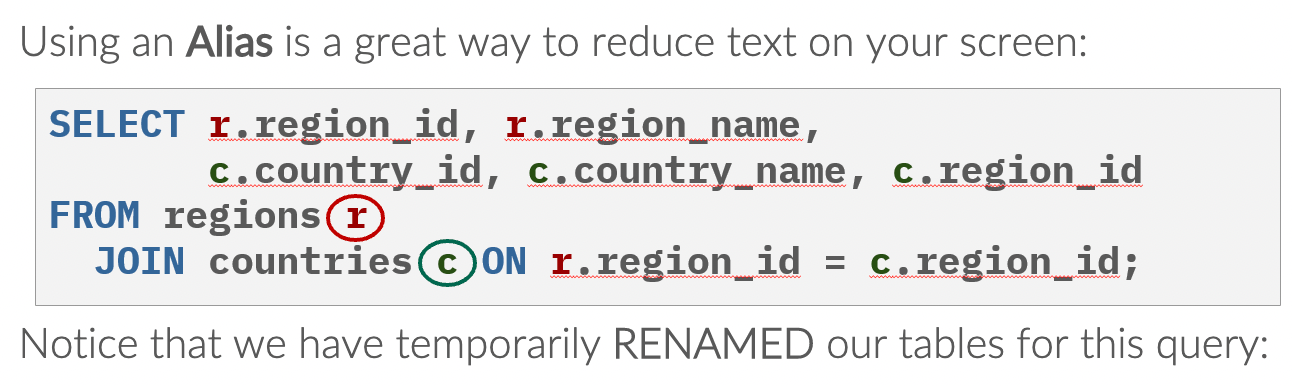 Using an Alias is a great way to reduce text on your screen:
SELECT r.region_id, r.region_name,
       c.country_id, c.country_name, c.region_id
FROM regions r
  JOIN countries c ON r.region_id = c.region_id;
Notice that we have temporarily RENAMED our tables for this query: